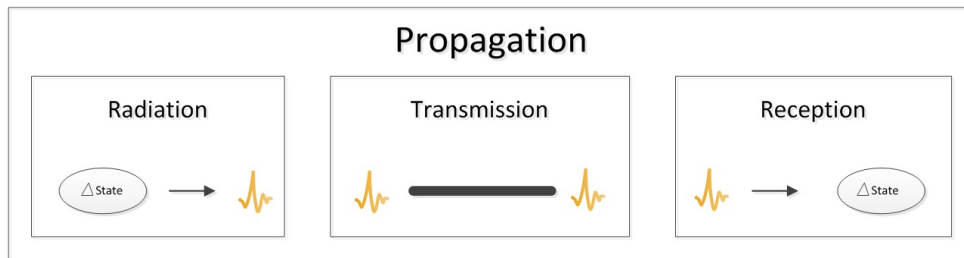 Propagation
Radiation
Transmission
Reception
△ State
△ State